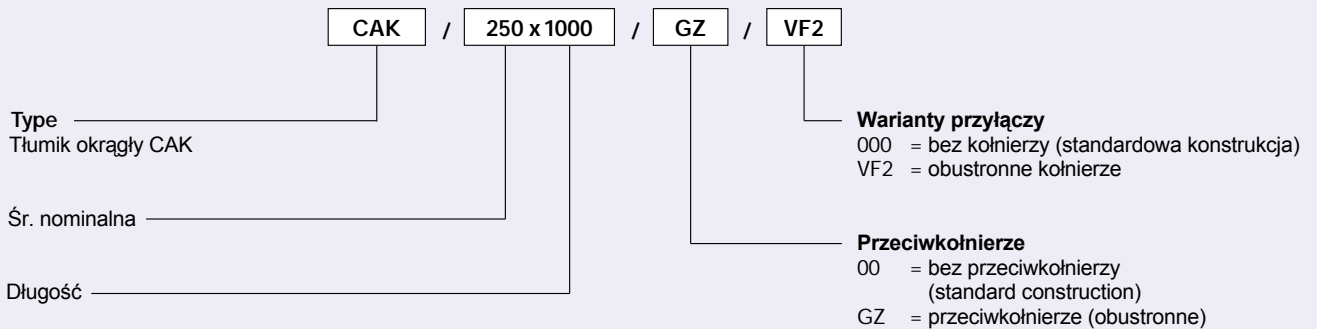 CAK / 250 x 1000 / GZ / VF2
Type
Tłumik okrągły CAK
Śr. nominalna
Długość
Warianty przyłączy
000 = bez kołnierzy (standardowa konstrukcja)
VF2 = obustronne kołnierze
Przeciwkołnierze
00 = bez przeciwkołnierzy
(standard construction)
GZ = przeciwkołnierze (obustronne)